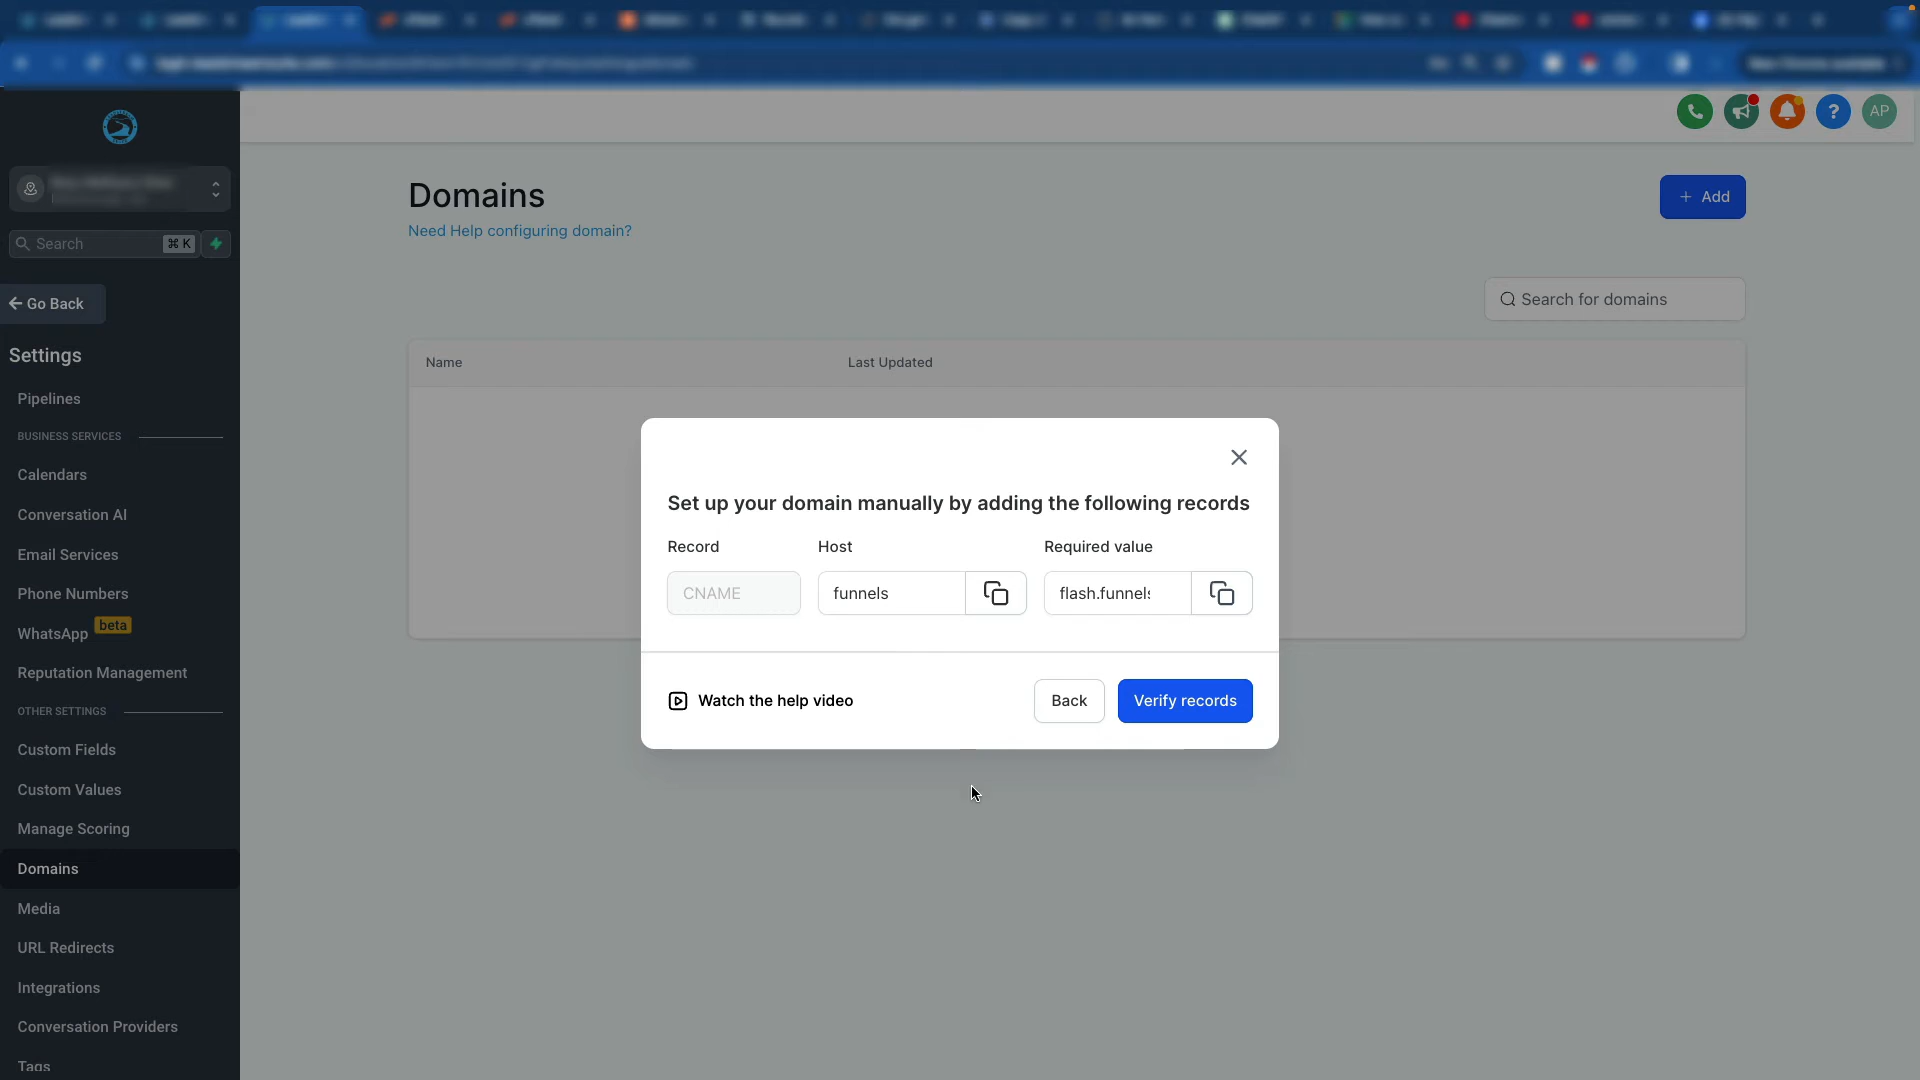 AP
Search
⌘ K
Go Back
Settings
Pipelines
BUSINESS SERVICES
Calendars
Conversation AI
Email Services
Phone Numbers
WhatsApp beta
Reputation Management
OTHER SETTINGS
Custom Fields
Custom Values
Manage Scoring
Domains
Media
URL Redirects
Integrations
Conversation Providers
Tags
Domains
Need Help configuring domain?
+ Add
Search for domains
Name Last Updated
Set up your domain manually by adding the following records
Record Host Required value
CNAME funnels flash.funnels
Watch the help video
Back
Verify records